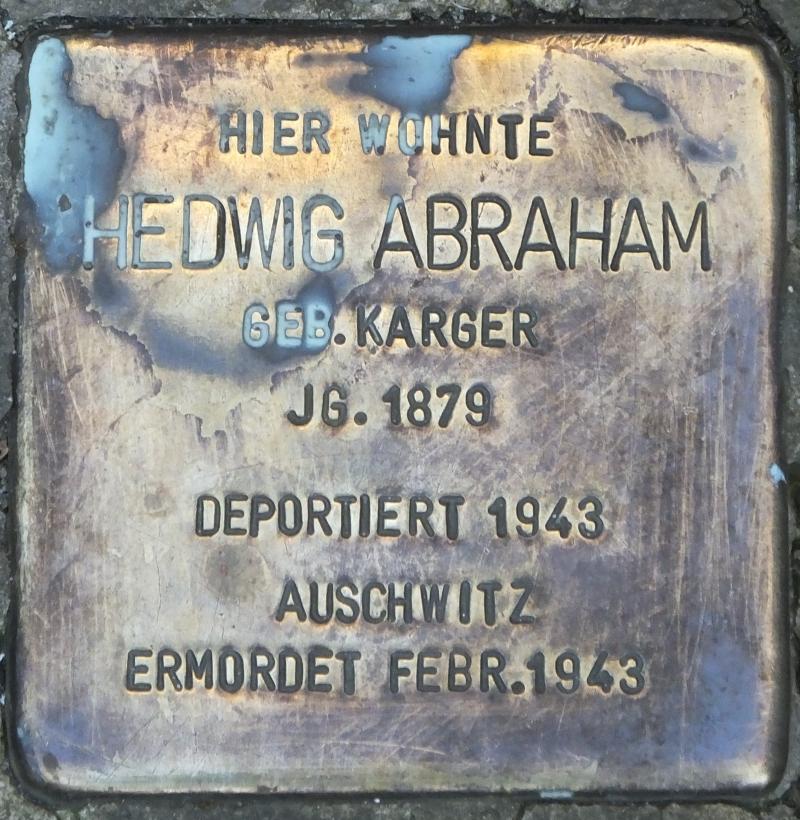 HIER WOHNTE
HEDWIG ABRAHAM
GEB. KARGER
JG. 1879
DEPORTIERT 1943
AUSCHWITZ
ERMORDET FEBR. 1943